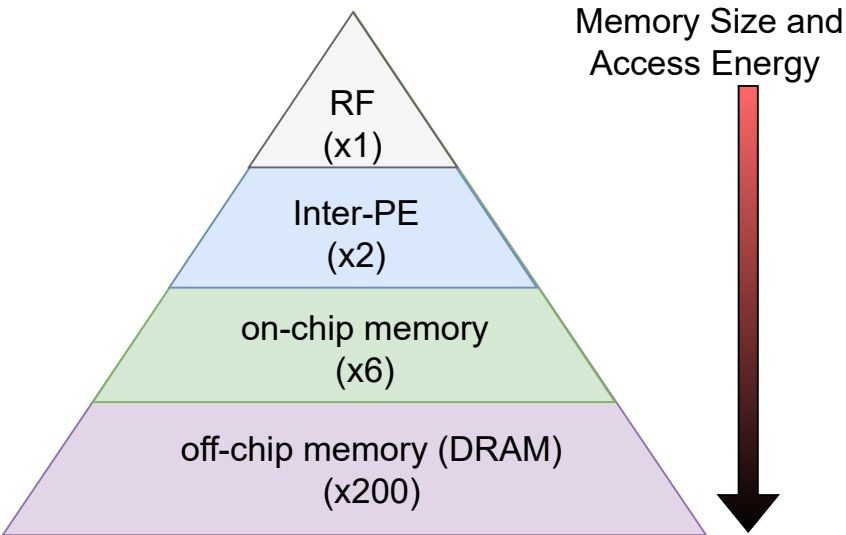 Memory Size and
Access Energy
RF
(x1)
Inter-PE
(x2)
on-chip memory
(x6)
off-chip memory (DRAM)
(x200)